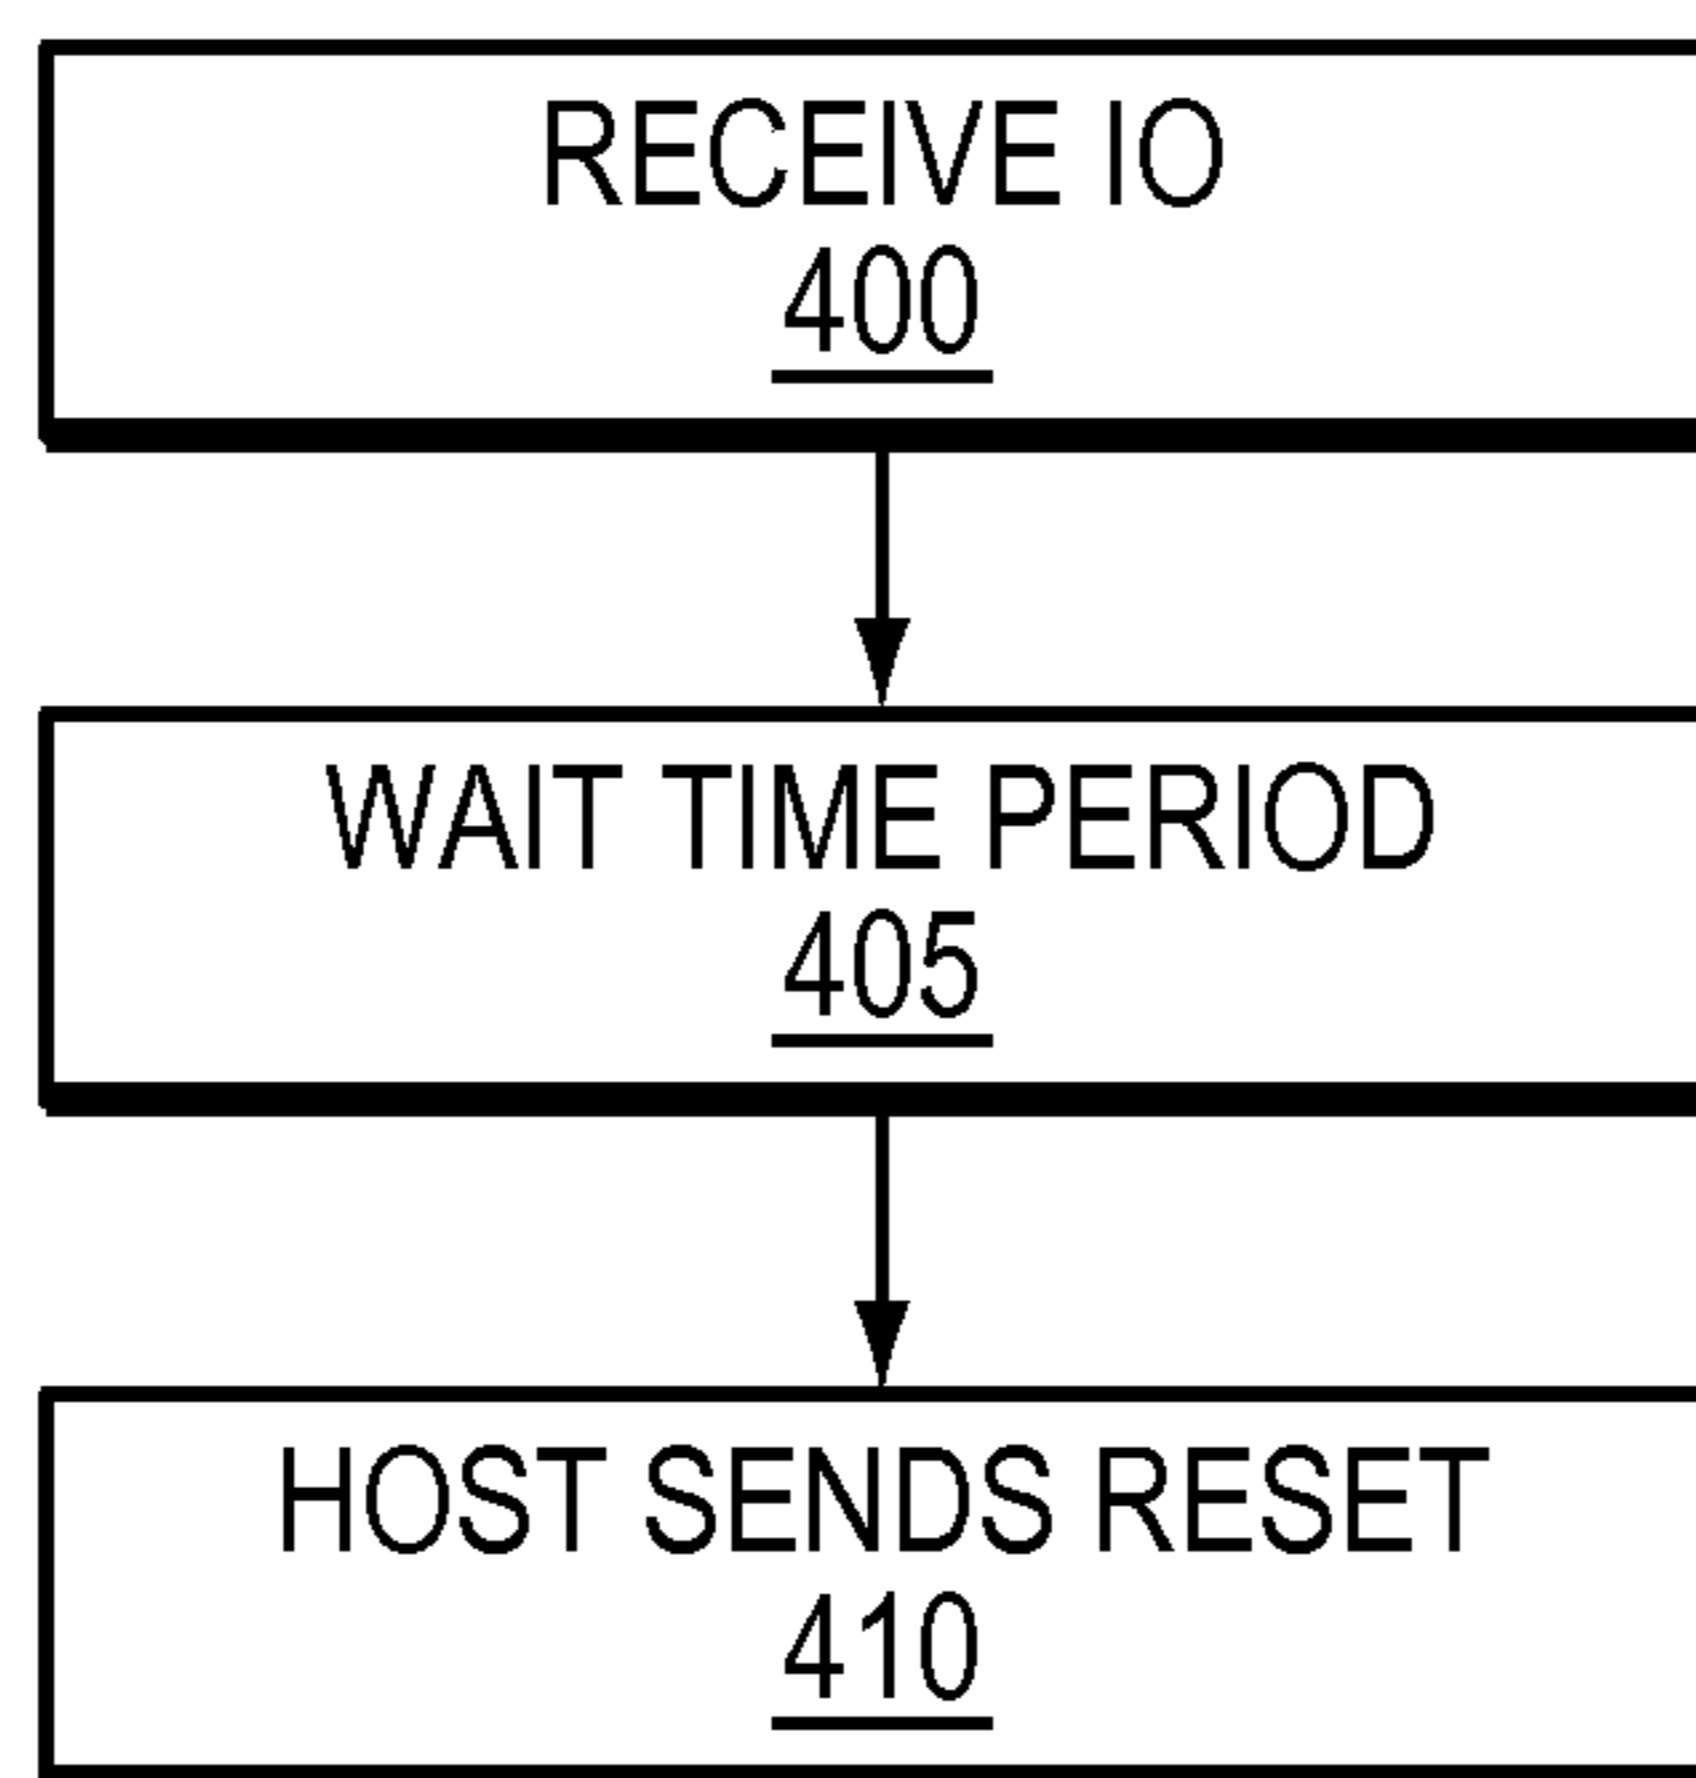 RECEIVE IO
400
WAIT TIME PERIOD
405
HOST SENDS RESET
410